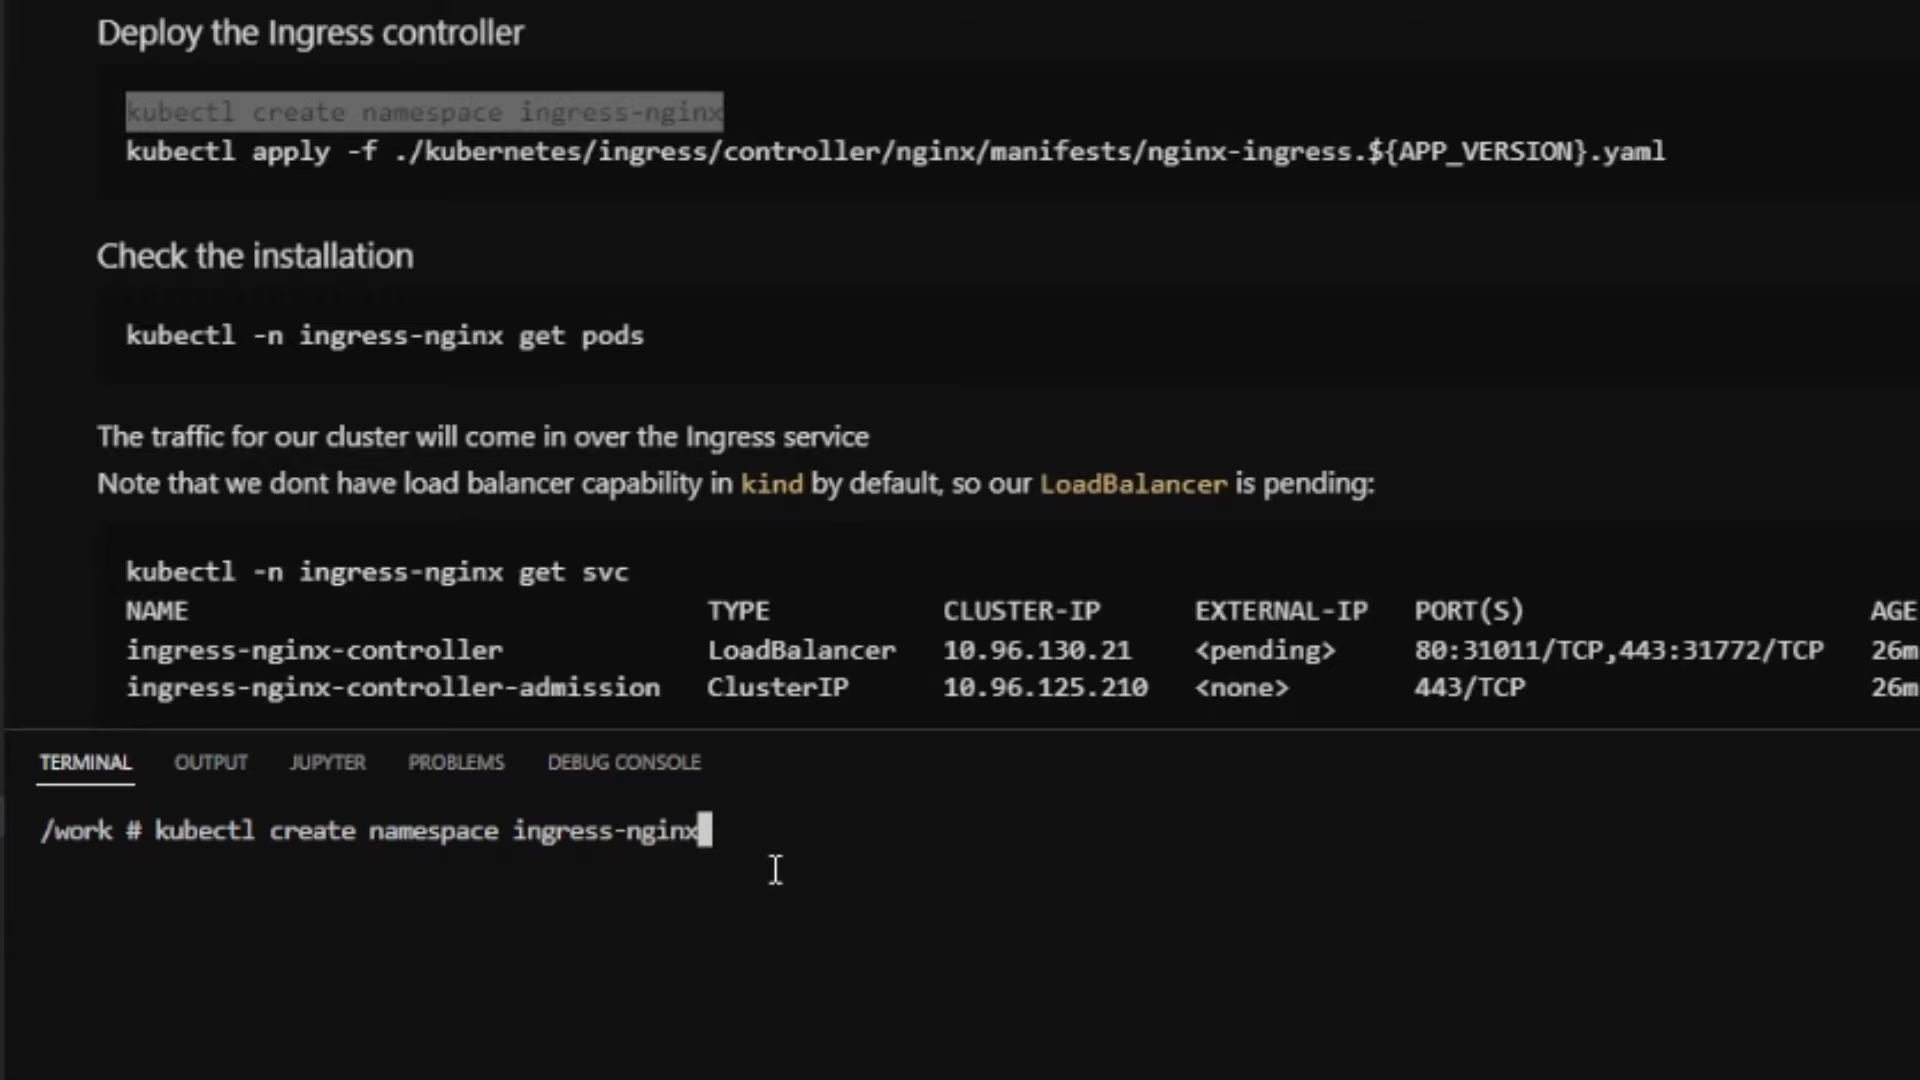 Deploy the Ingress controller
kubectl create namespace ingress-nginx
kubectl apply -f ./kubernetes/ingress/controller/nginx/manifests/nginx-ingress.${APP_VERSION}.yaml
Check the installation
kubectl -n ingress-nginx get pods
The traffic for our cluster will come in over the Ingress service
Note that we dont have load balancer capability in kind by default, so our LoadBalancer is pending:
kubectl -n ingress-nginx get svc
NAME TYPE CLUSTER-IP EXTERNAL-IP PORT(S) AGE
ingress-nginx-controller LoadBalancer 10.96.130.21 <pending> 80:31011/TCP,443:31772/TCP 26m
ingress-nginx-controller-admission ClusterIP 10.96.125.210 <none> 443/TCP 26m
TERMINAL OUTPUT JUPYTER PROBLEMS DEBUG CONSOLE
/work # kubectl create namespace ingress-nginx